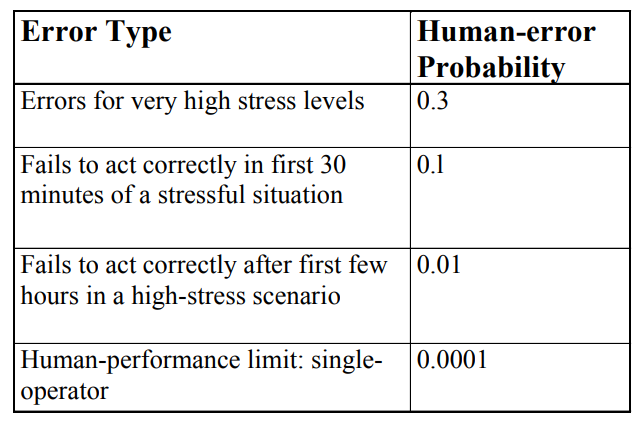 Error Type
Human-error
Probability
Errors for very high stress levels
0.3
Fails to act correctly in first 30
minutes of a stressful situation
0.l
Fails to act correctly after first few
hours in a high-stress scenario
0.01
Human-performance limit: single-
operator
0.0001